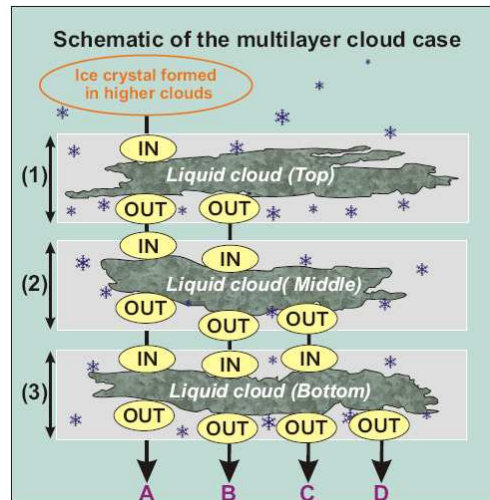 Schematic of the multilayer cloud case
Ice crystal formed
in higher clouds
IN
(1)
Liquid cloud (Top)
OUT
OUT
IN
IN
(2)
Liquid cloud( Middle)
OUT
OUT
OUT
IN
IN
IN
(3)
Liquid cloud (Bottom)
OUT
OUT
OUT
OUT
A
B
C
D